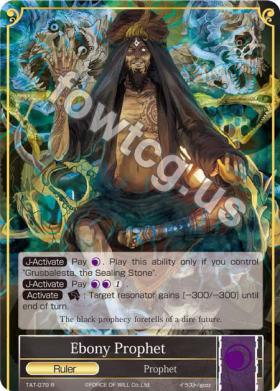 fowtcg.us
J-Activate Pay . Play this ability only if you control
"Grusbalesta, the Sealing Stone".
J-Activate Pay 1 .
Activate : Target resonator gains [-300/-300] until
end of turn.
The black prophecy foretells of a dire future.
Ebony Prophet
Ruler
Prophet
TAT-079 R
©FORCE OF WILL Co.,Ltd.